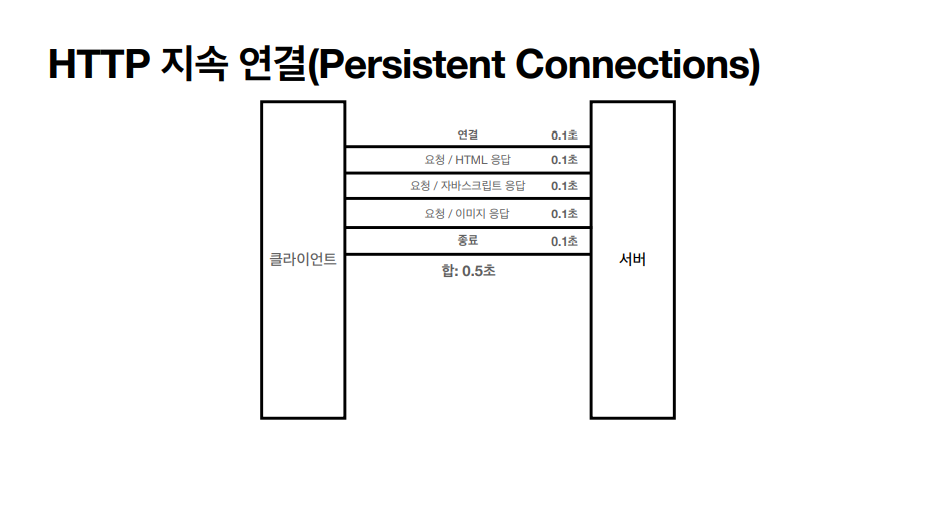 HTTP 지속 연결(Persistent Connections)
연결 0.1초
요청 / HTML 응답 0.1초
요청 / 자바스크립트 응답 0.1초
요청 / 이미지 응답 0.1초
종료 0.1초
클라이언트
서버
합: 0.5초